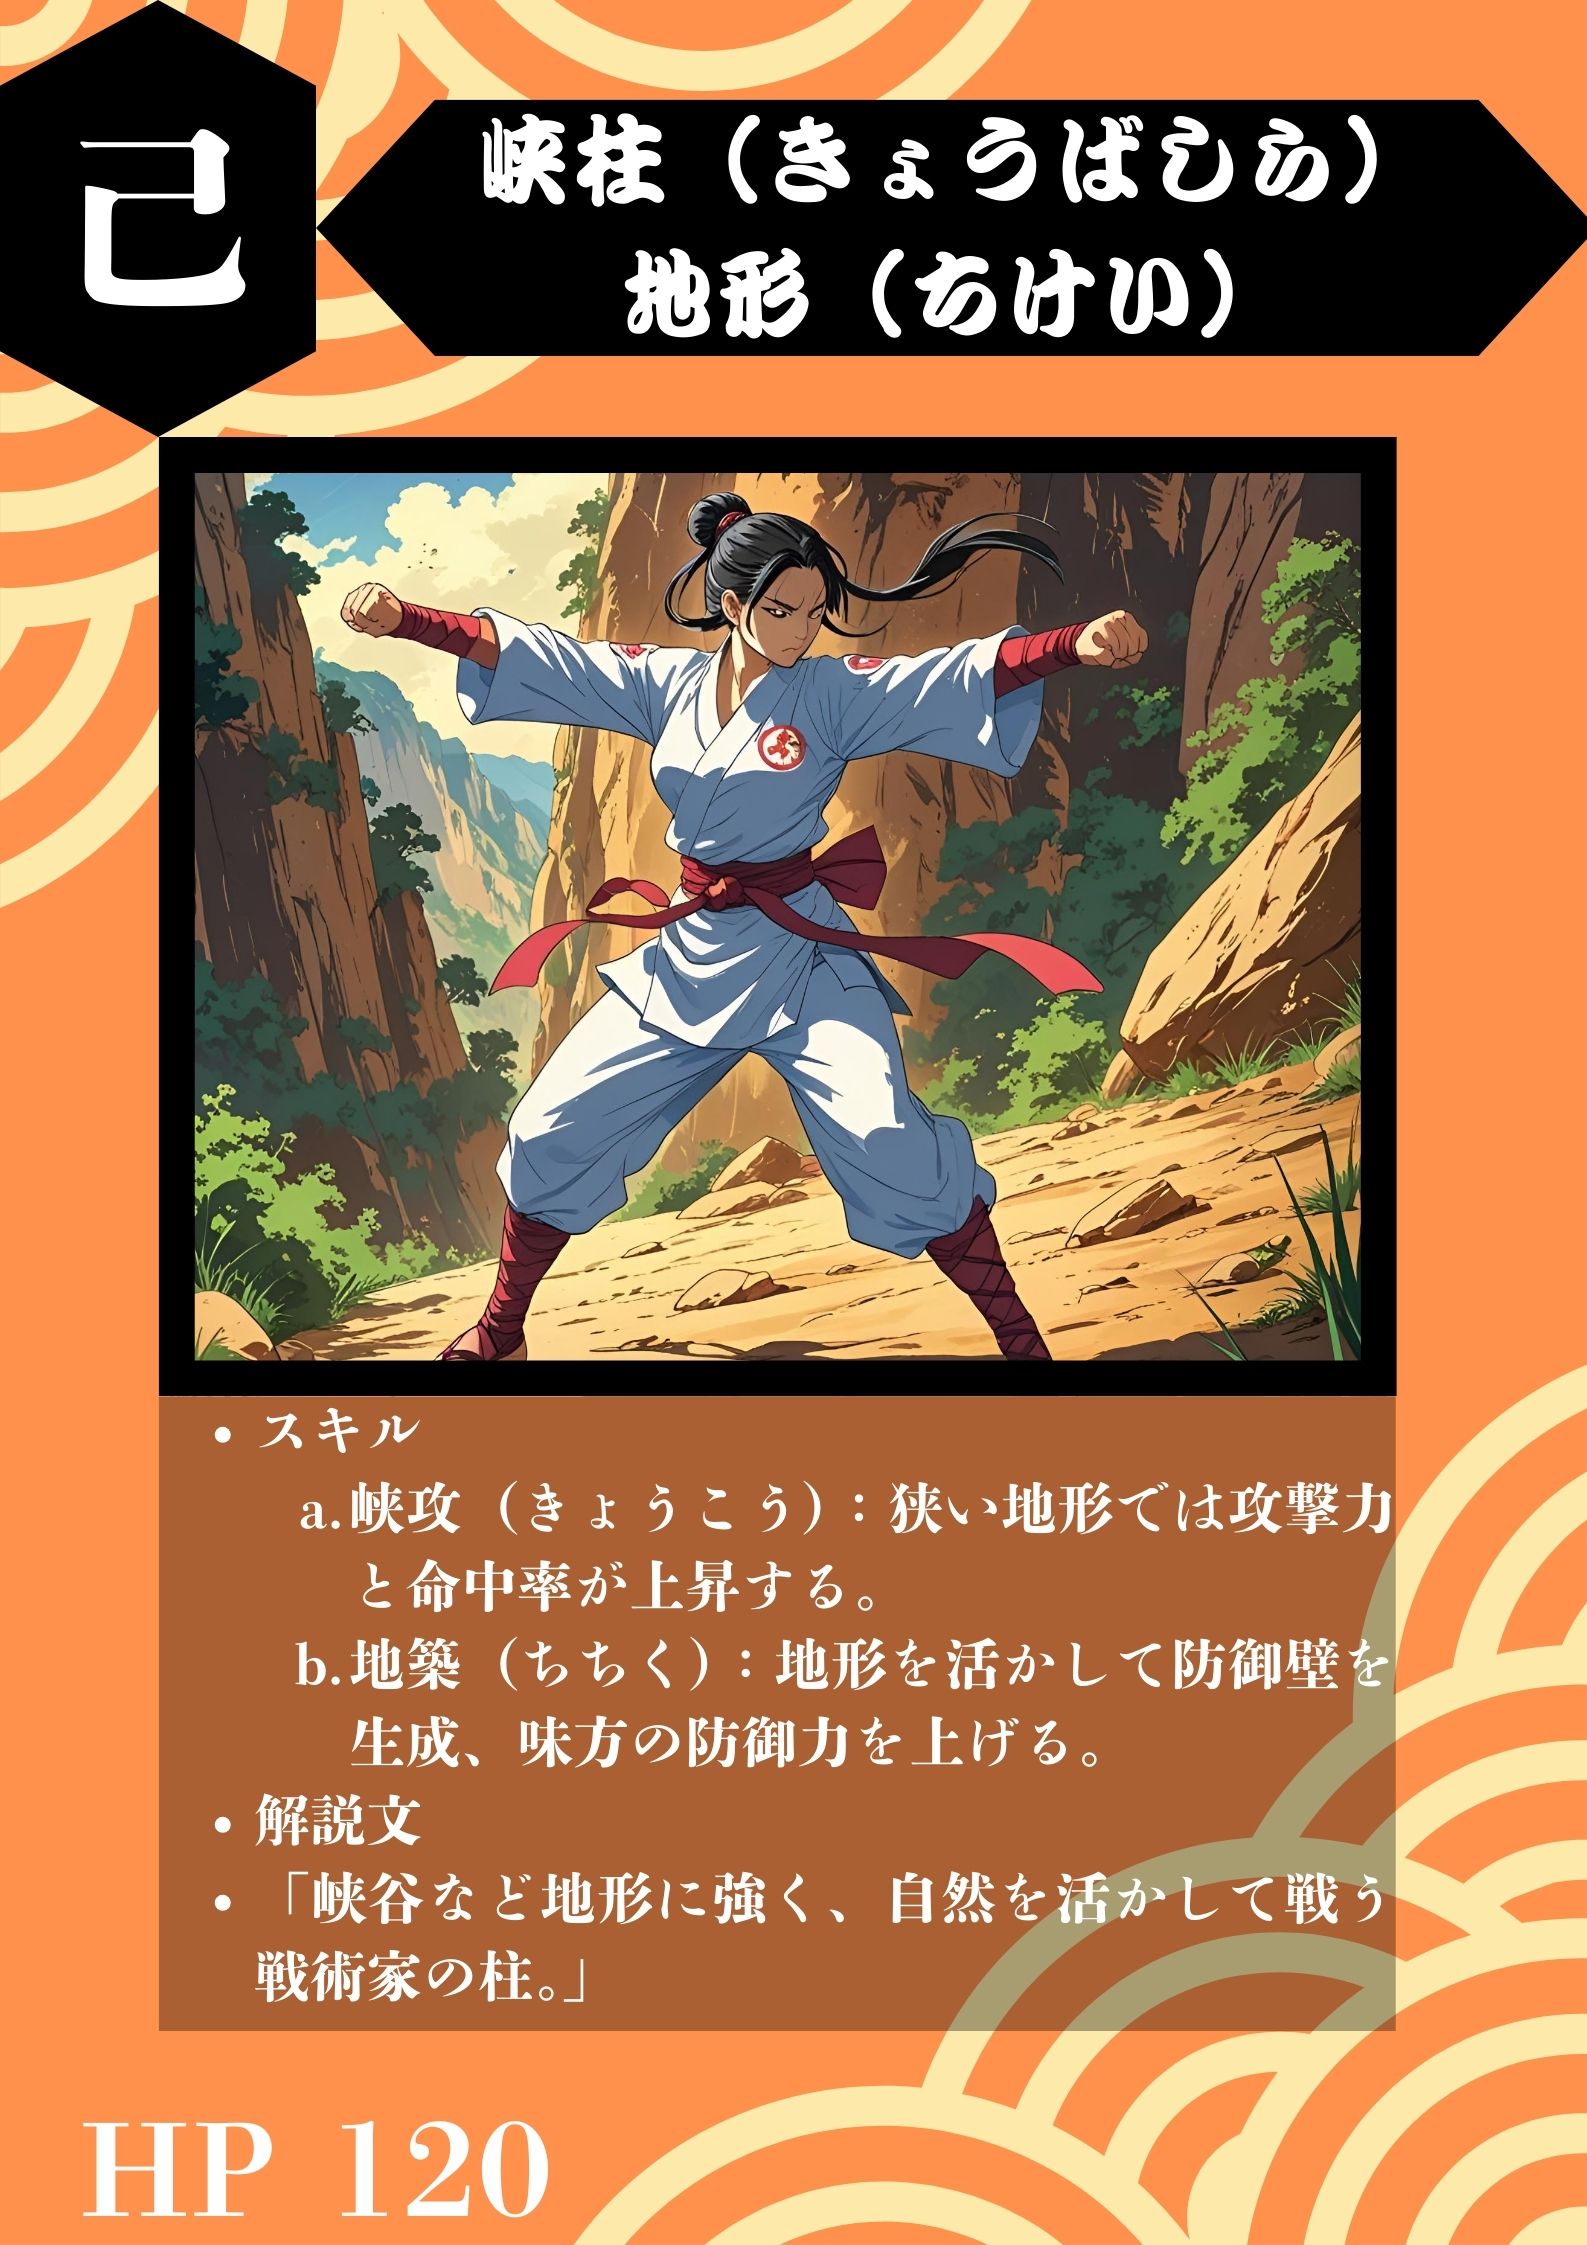 己
峡柱（きょうばしら）
地形（ちけい）
• スキル
a.峡攻（きょうこう）：狭い地形では攻撃力
と命中率が上昇する。
b.地築（ちちく）：地形を活かして防御壁を
生成、味方の防御力を上げる。
• 解説文
• 「峡谷など地形に強く、自然を活かして戦う
戦術家の柱。」
HP 120